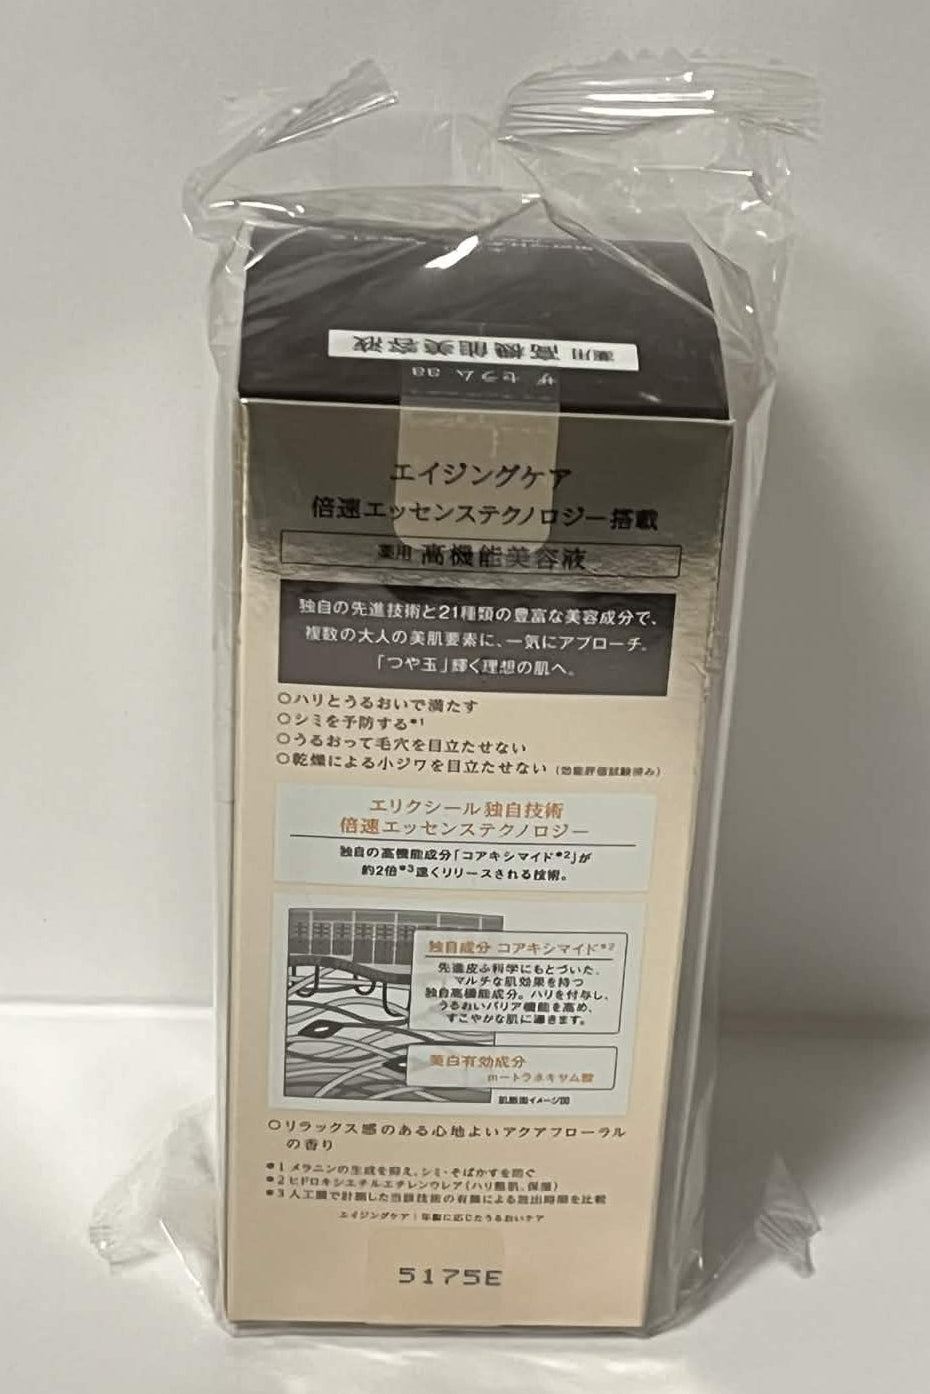 薬用 高機能美容液
ザ セラム aa
エイジングケア
倍速エッセンステクノロジー搭載
薬用 高機能美容液
独自の先進技術と21種類の豊富な美容成分で、
複数の大人の美肌要素に、一気にアプローチ。
「つや玉」輝く理想の肌へ。
○ハリとうるおいで満たす
○シミを予防する*1
○うるおって毛穴を目立たせない
○乾燥による小ジワを目立たせない(効能評価試験済み)
エリクシール独自技術
倍速エッセンステクノロジー
独自の高機能成分「コアキシマイド*2」が
約2倍*3速くリリースされる技術。
独自成分 コアキシマイド*2
先進皮ふ科学にもとづいた、
マルチな肌効果を持つ
独自高機能成分。ハリを付与し、
うるおいバリア機能を高め、
すこやかな肌に導きます。
美白有効成分
m-トラネキサム酸
肌断面イメージ図
○リラックス感のある心地よいアクアフローラル
の香り
*1 メラニンの生成を抑え、シミ・そばかすを防ぐ
*2 ヒドロキシエチルエチレンウレア(ハリ整肌、保湿)
*3 人工膜で計測した当該技術の有無による放出時間を比較
エイジングケア:年齢に応じたうるおいケア
5175E